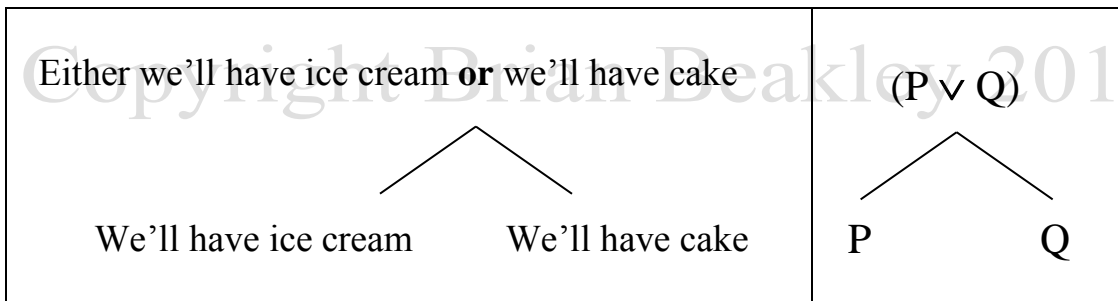 Copyright Brian Beakley 201
Either we’ll have ice cream or we’ll have cake
(P ∨ Q)
We’ll have ice cream We’ll have cake
P Q